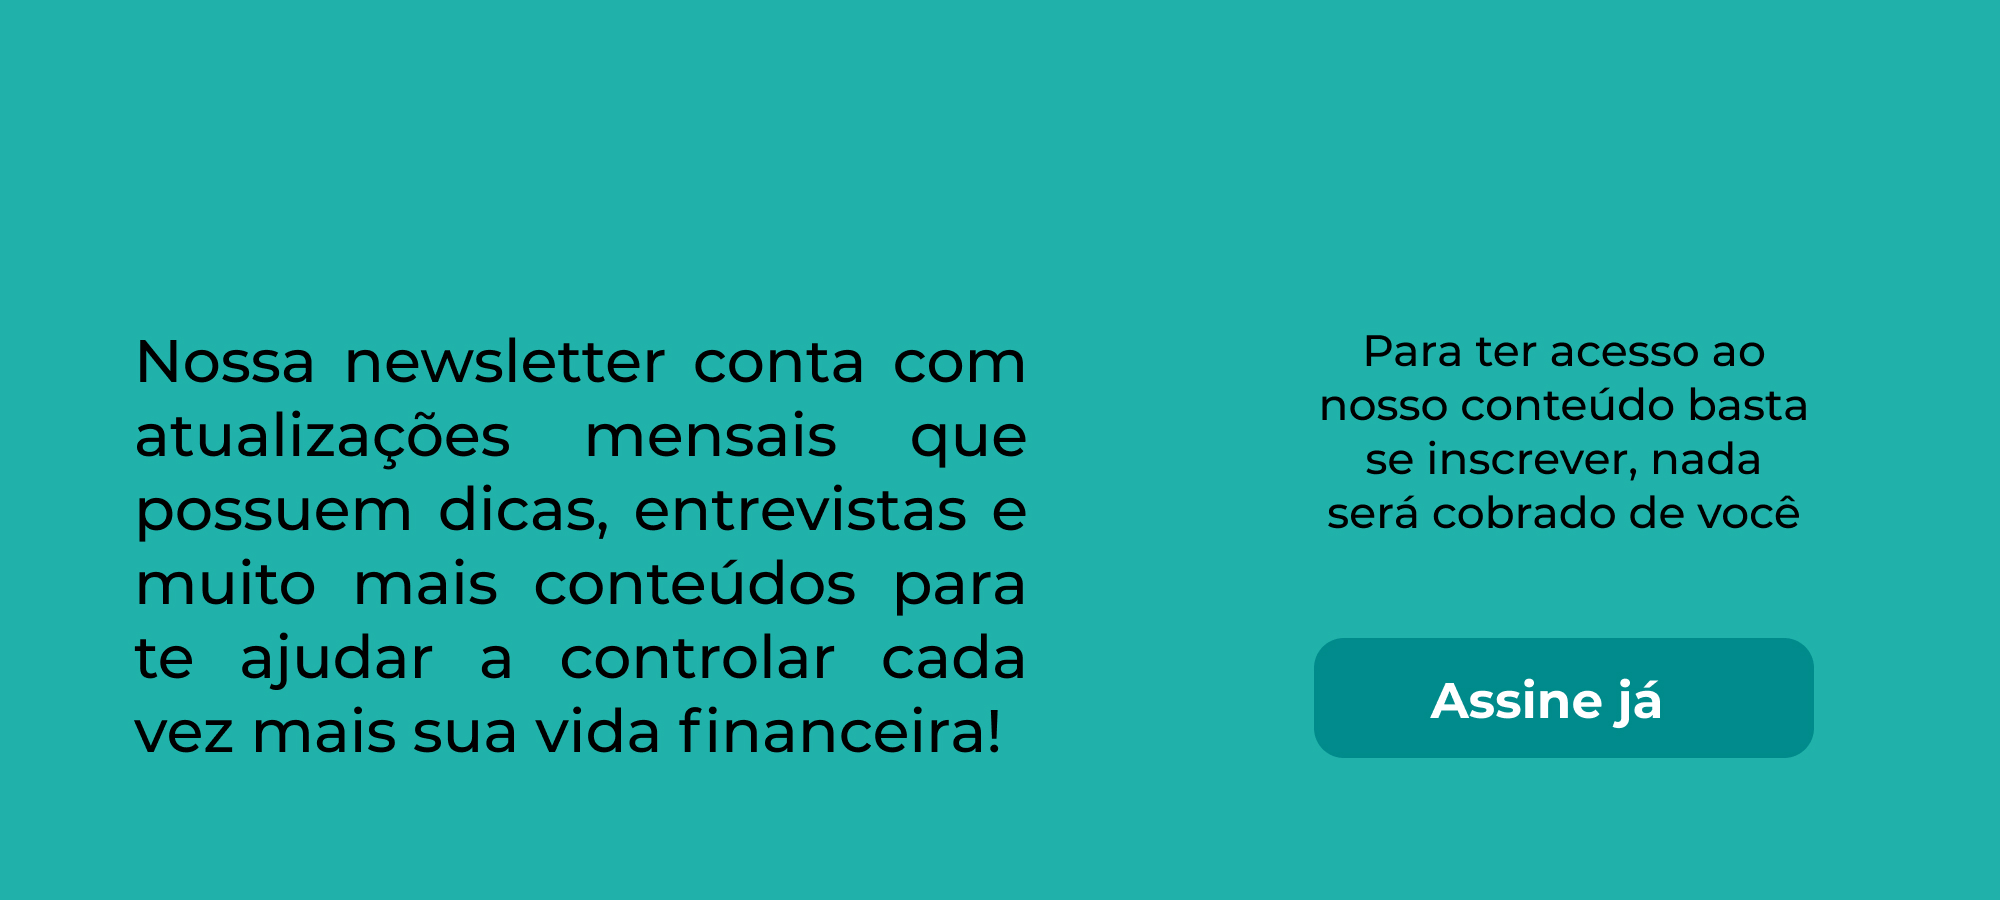 Nossa newsletter conta com
atualizações mensais que
possuem dicas, entrevistas e
muito mais conteúdos para
te ajudar a controlar cada
vez mais sua vida financeira!
Para ter acesso ao
nosso conteúdo basta
se inscrever, nada
será cobrado de você
Assine já